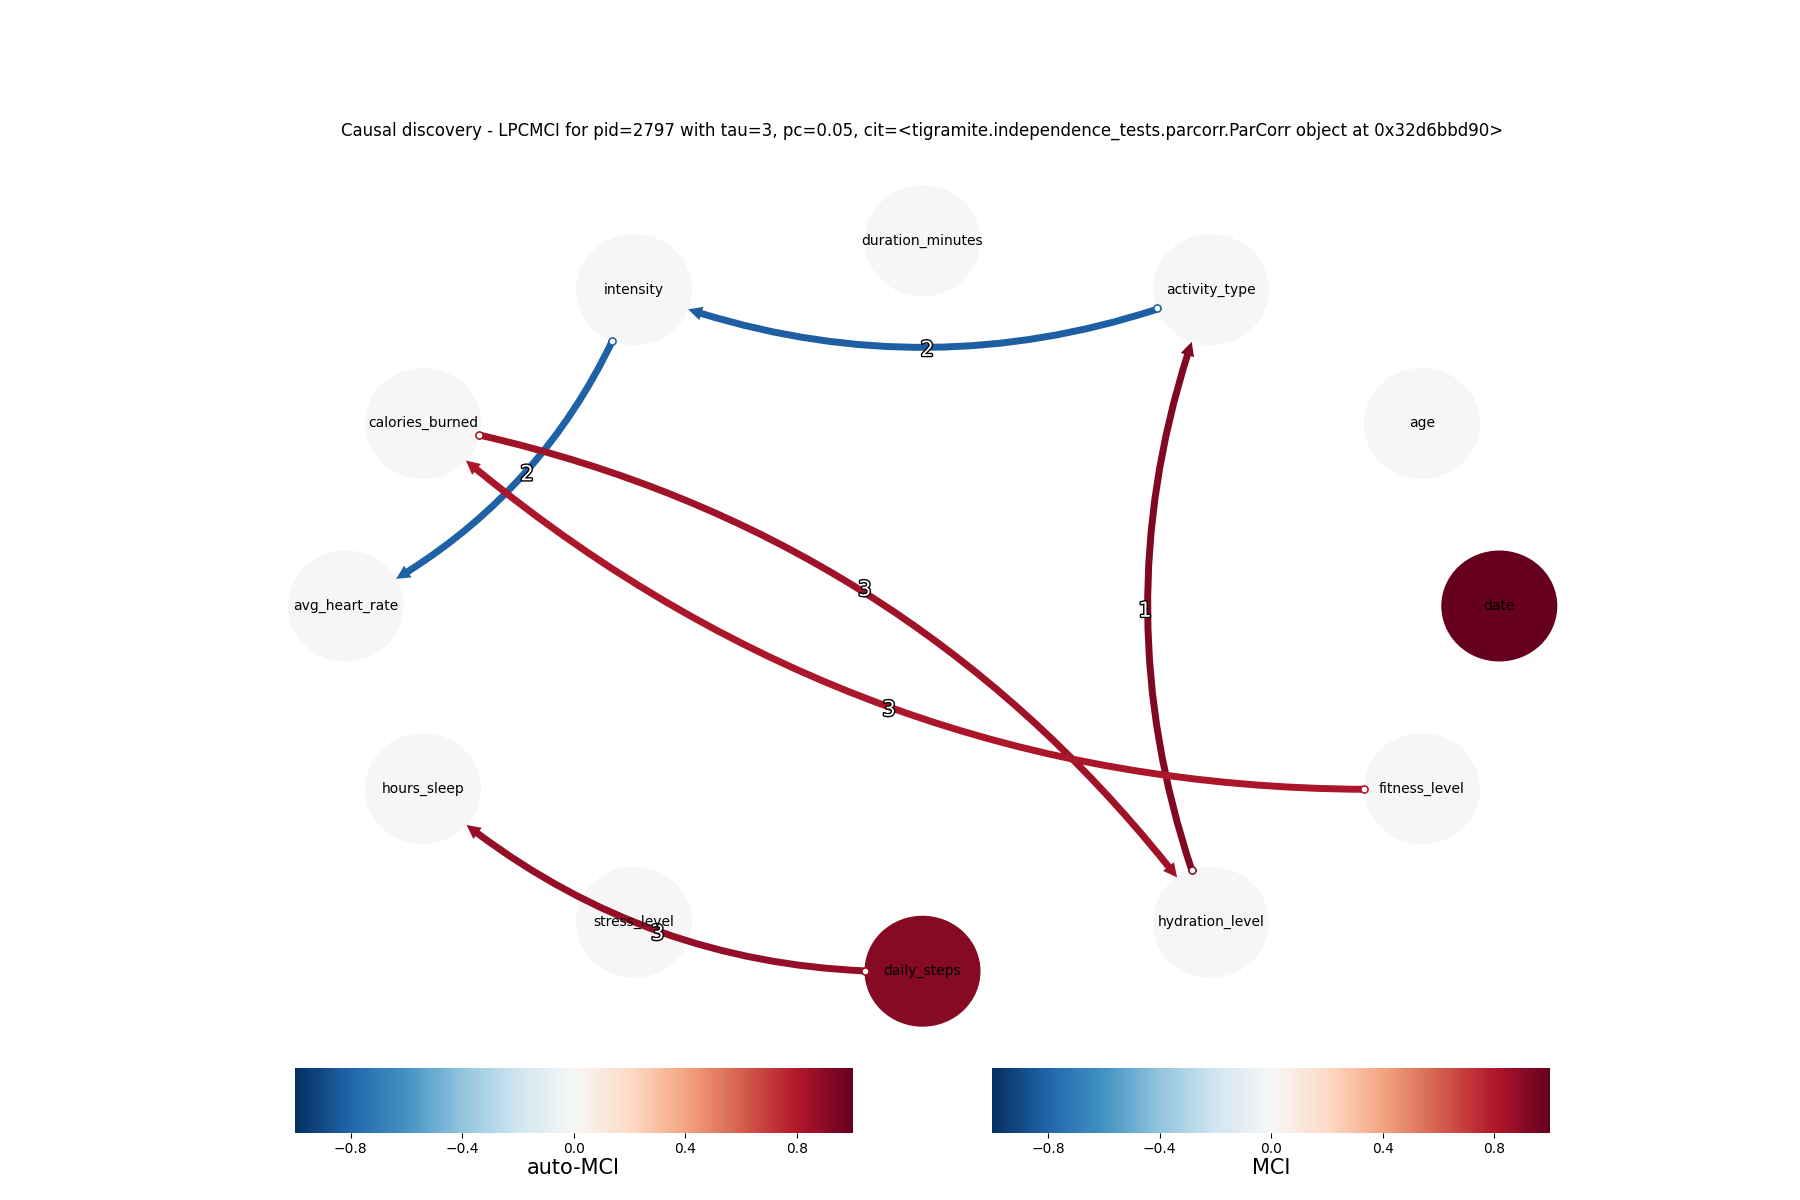 Causal discovery - LPCMCI for pid=2797 with tau=3, pc=0.05, cit=<tigramite.independence_tests.parcorr.ParCorr object at 0x32d6bbd90>
duration_minutes
intensity
activity_type
2
calories_burned
age
2
3
avg_heart_rate
1
date
3
hours_sleep
fitness_level
stress_level
3
hydration_level
daily_steps
−0.8 −0.4 0.0 0.4 0.8
auto-MCI
−0.8 −0.4 0.0 0.4 0.8
MCI